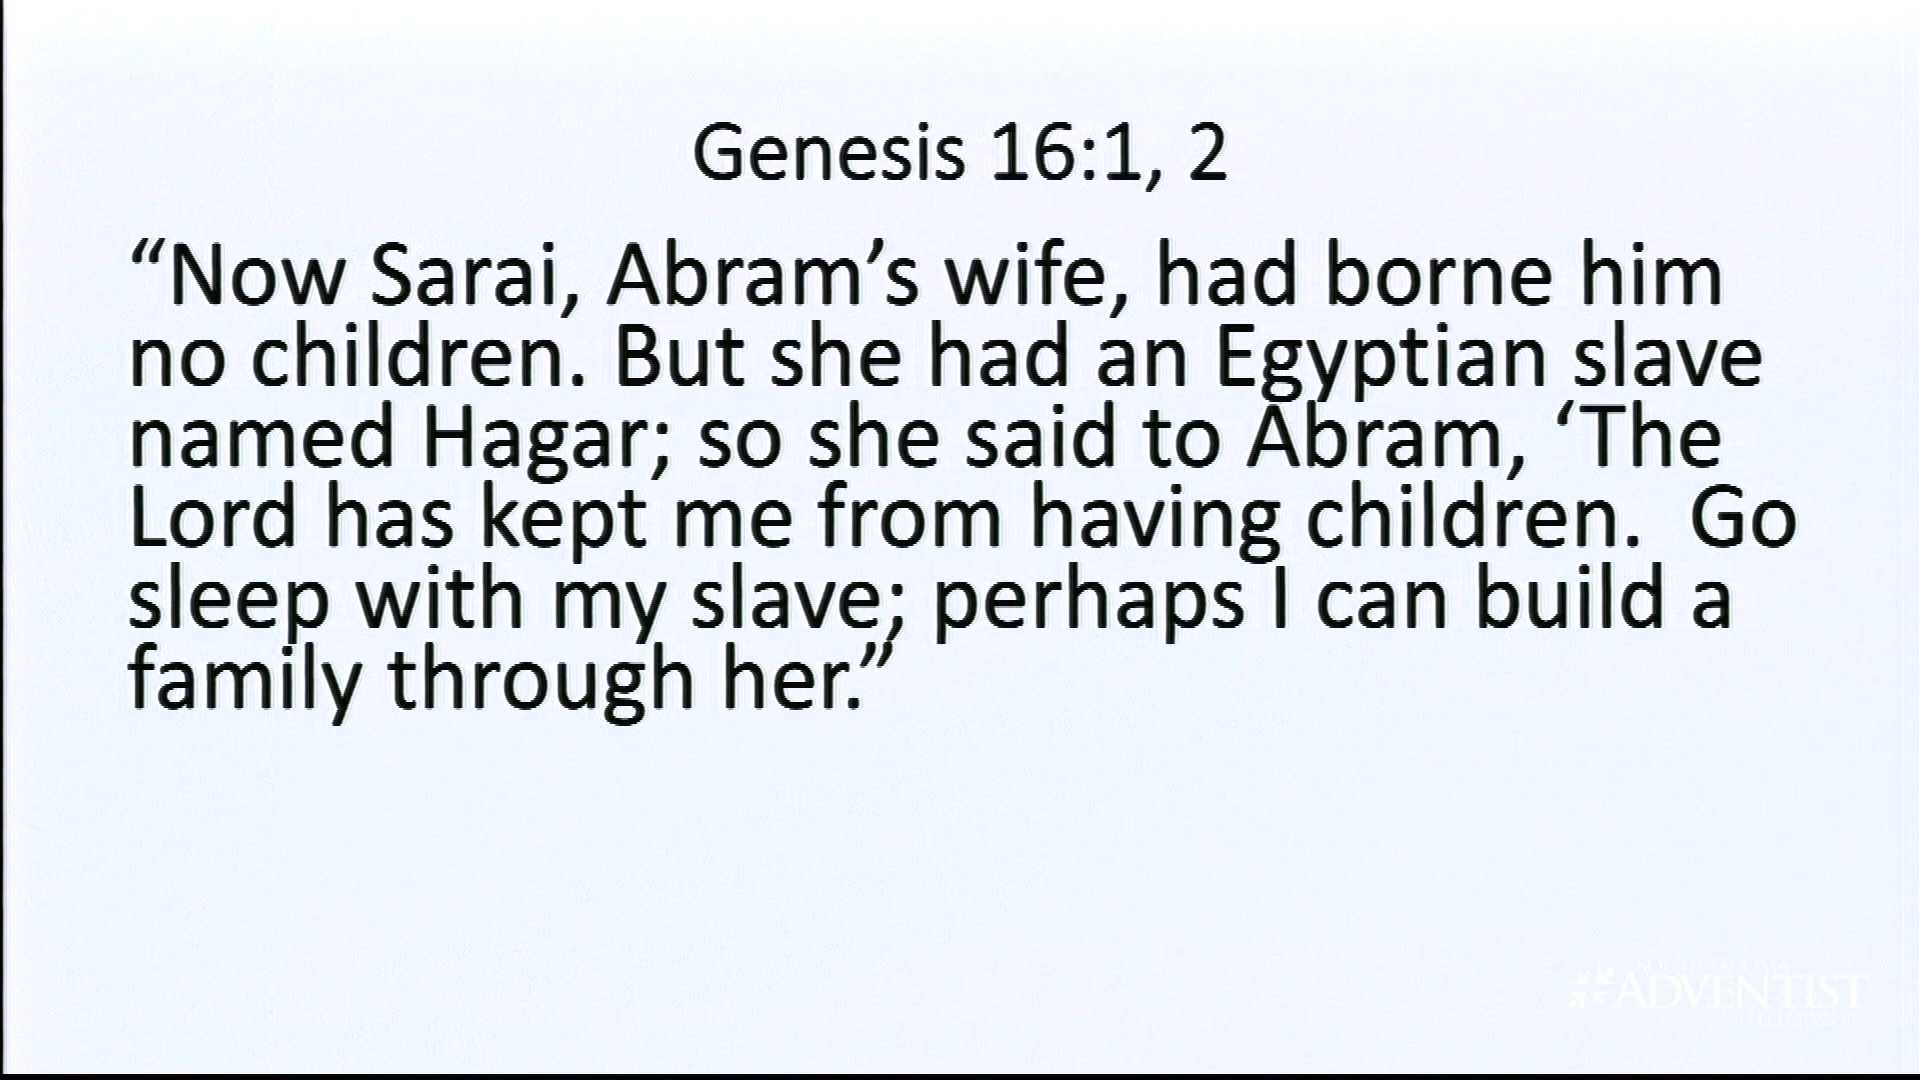 Genesis 16:1, 2
“Now Sarai, Abram’s wife, had borne him
no children. But she had an Egyptian slave
named Hagar; so she said to Abram, ‘The
Lord has kept me from having children.  Go
sleep with my slave; perhaps I can build a
family through her.”
ADVENTIST
FELLOWSHIP